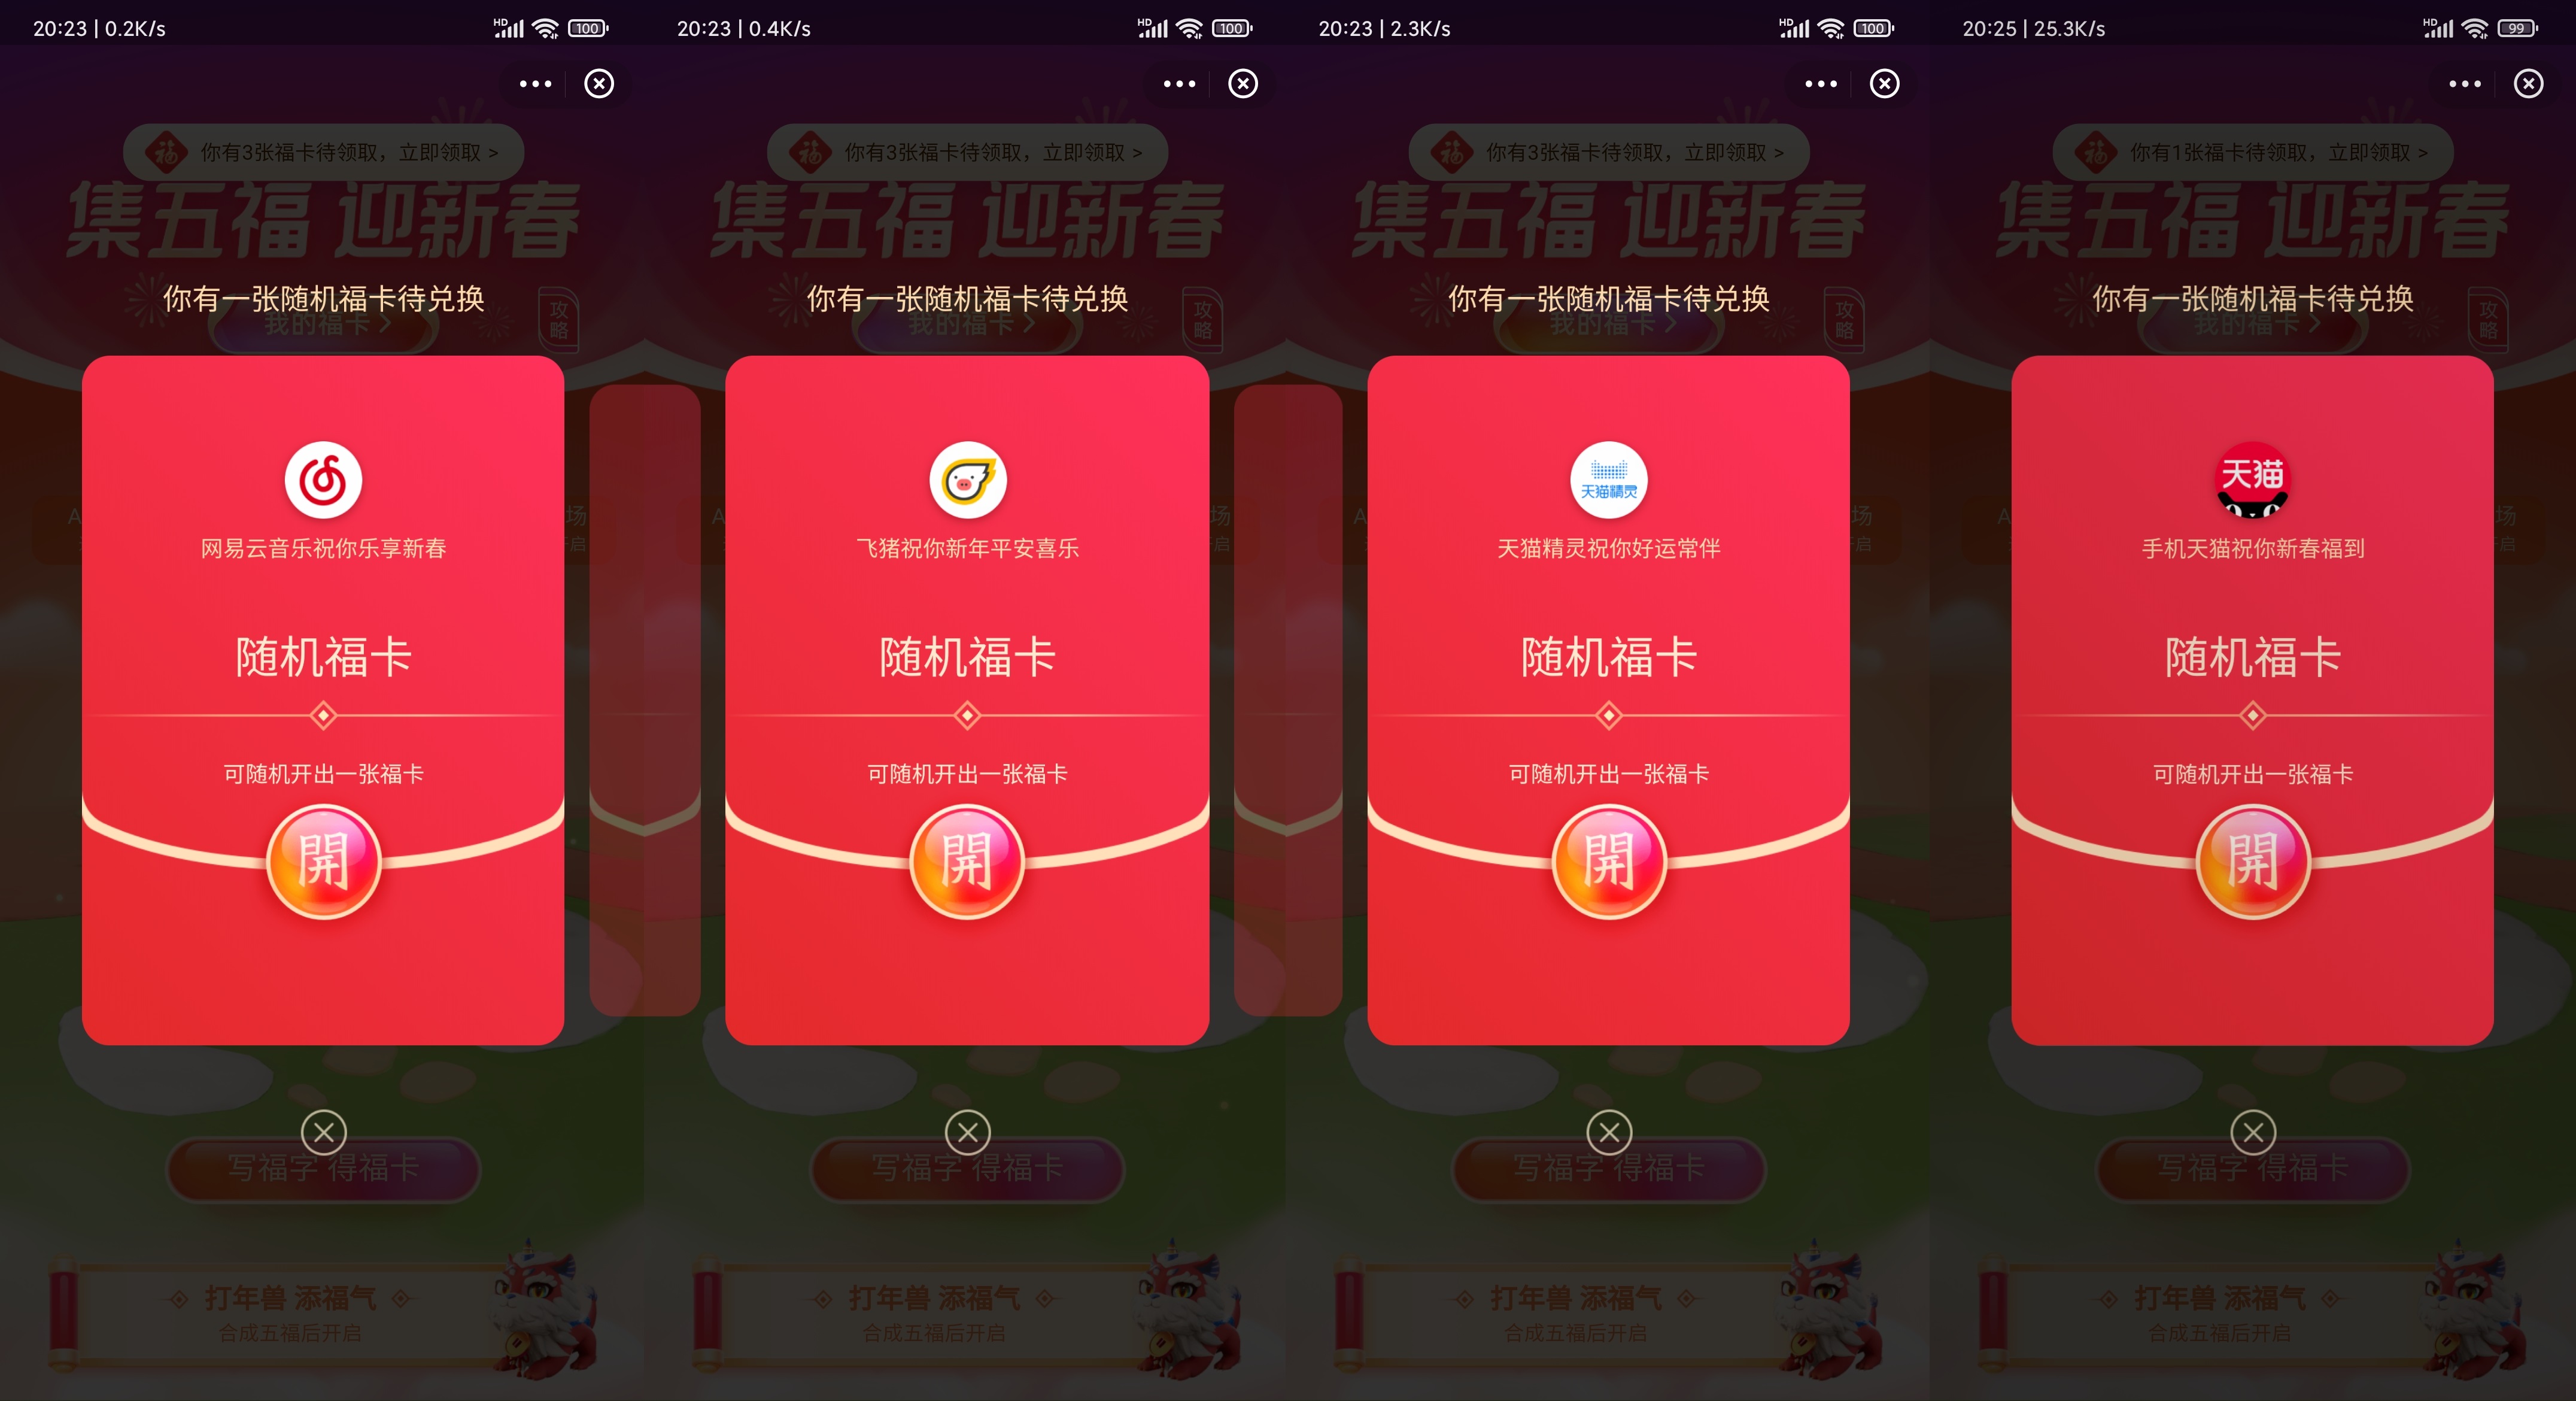 20:23 | 0.2K/s
HD
100
福
你有3张福卡待领取，立即领取 >
集五福 迎新春
你有一张随机福卡待兑换
我的福卡 >
攻略
网易云音乐祝你乐享新春
随机福卡
可随机开出一张福卡
開
写福字 得福卡
打年兽 添福气
合成五福后开启
20:23 | 0.4K/s
HD
100
福
你有3张福卡待领取，立即领取 >
集五福 迎新春
你有一张随机福卡待兑换
我的福卡 >
攻略
飞猪祝你新年平安喜乐
随机福卡
可随机开出一张福卡
開
写福字 得福卡
打年兽 添福气
合成五福后开启
20:23 | 2.3K/s
HD
100
福
你有3张福卡待领取，立即领取 >
集五福 迎新春
你有一张随机福卡待兑换
我的福卡 >
攻略
天猫精灵
天猫精灵祝你好运常伴
随机福卡
可随机开出一张福卡
開
写福字 得福卡
打年兽 添福气
合成五福后开启
20:25 | 25.3K/s
HD
99
福
你有1张福卡待领取，立即领取 >
集五福 迎新春
你有一张随机福卡待兑换
我的福卡 >
攻略
天猫
手机天猫祝你新春福到
随机福卡
可随机开出一张福卡
開
写福字 得福卡
打年兽 添福气
合成五福后开启